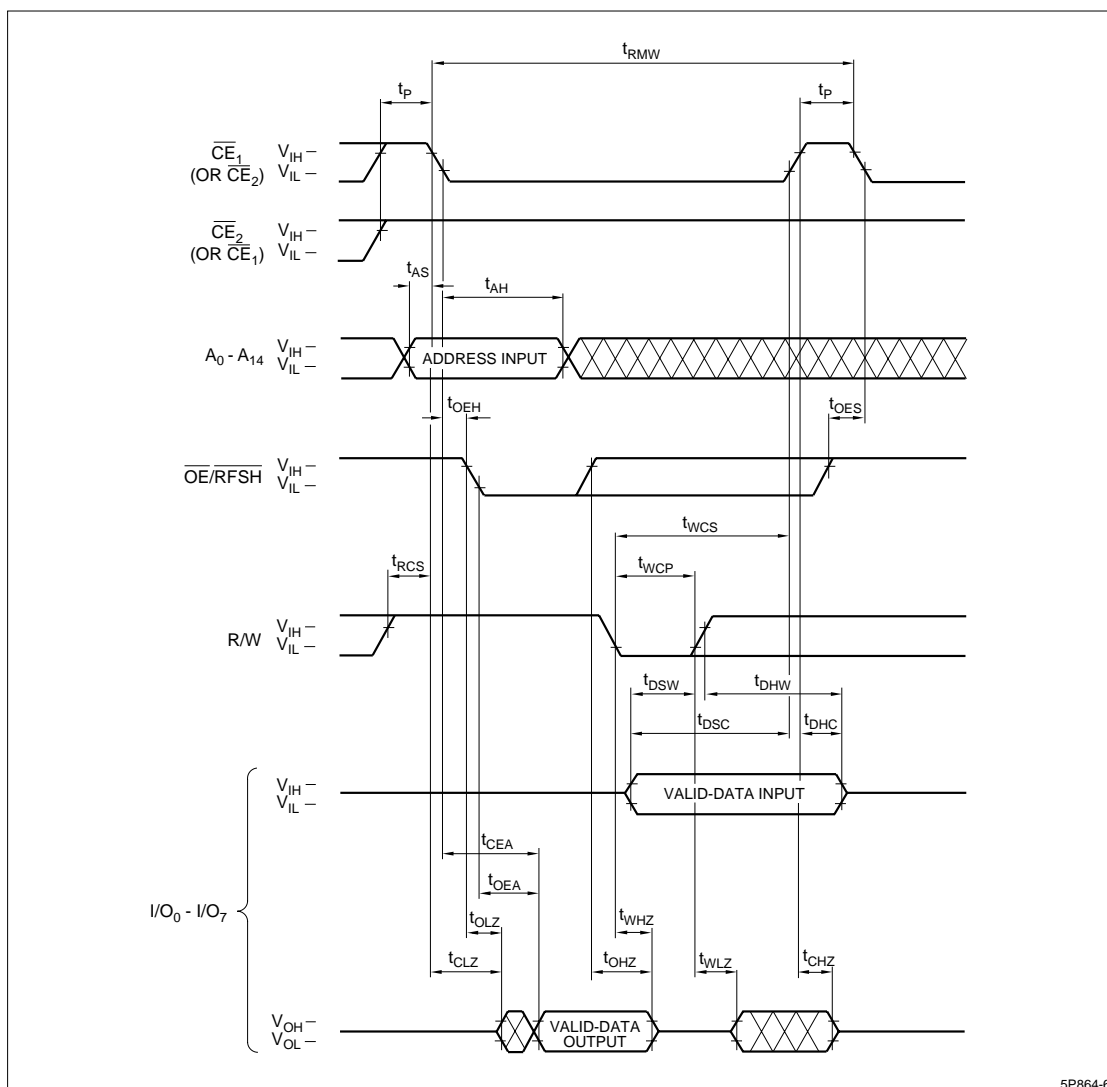 tRMW
tP tP
CE1
(OR CE2)
VIH
VIL
CE2
(OR CE1)
VIH
VIL
tAS
tAH
A0 - A14
VIH
VIL
ADDRESS INPUT
tOEH
tOES
OE/RFSH
VIH
VIL
tWCS
tRCS
tWCP
R/W
VIH
VIL
tDSW
tDHW
tDSC
tDHC
VIH
VIL
VALID-DATA INPUT
tCEA
tOEA
I/O0 - I/O7
tOLZ
tWHZ
tCLZ
tOHZ
tWLZ
tCHZ
VOH
VOL
VALID-DATA
OUTPUT
5P864-6